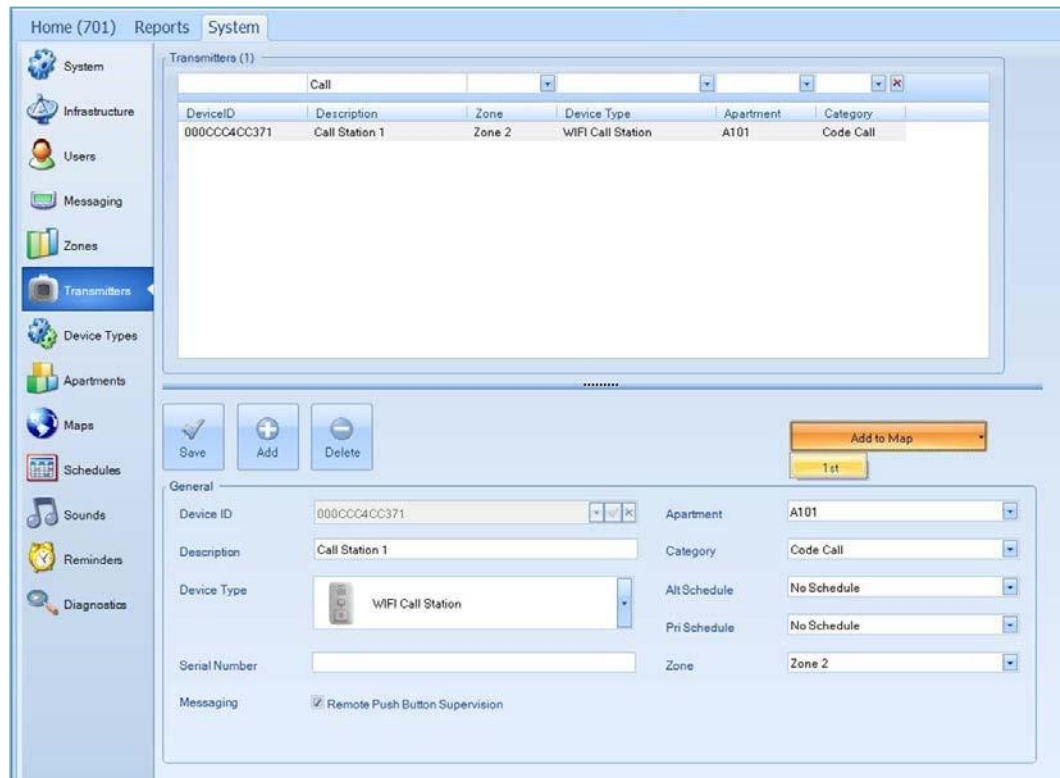 Home (701) Reports System
System
Infrastructure
Users
Messaging
Zones
Transmitters
Device Types
Apartments
Maps
Schedules
Sounds
Reminders
Diagnostics
Transmitters (1)
Call
DeviceID Description Zone Device Type Apartment Category
000CCC4CC371 Call Station 1 Zone 2 WIFI Call Station A101 Code Call
Save Add Delete
Add to Map
1st
General
Device ID 000CCC4CC371 Apartment A101
Description Call Station 1 Category Code Call
Device Type WIFI Call Station Alt Schedule No Schedule
Pri Schedule No Schedule
Serial Number Zone Zone 2
Messaging Remote Push Button Supervision